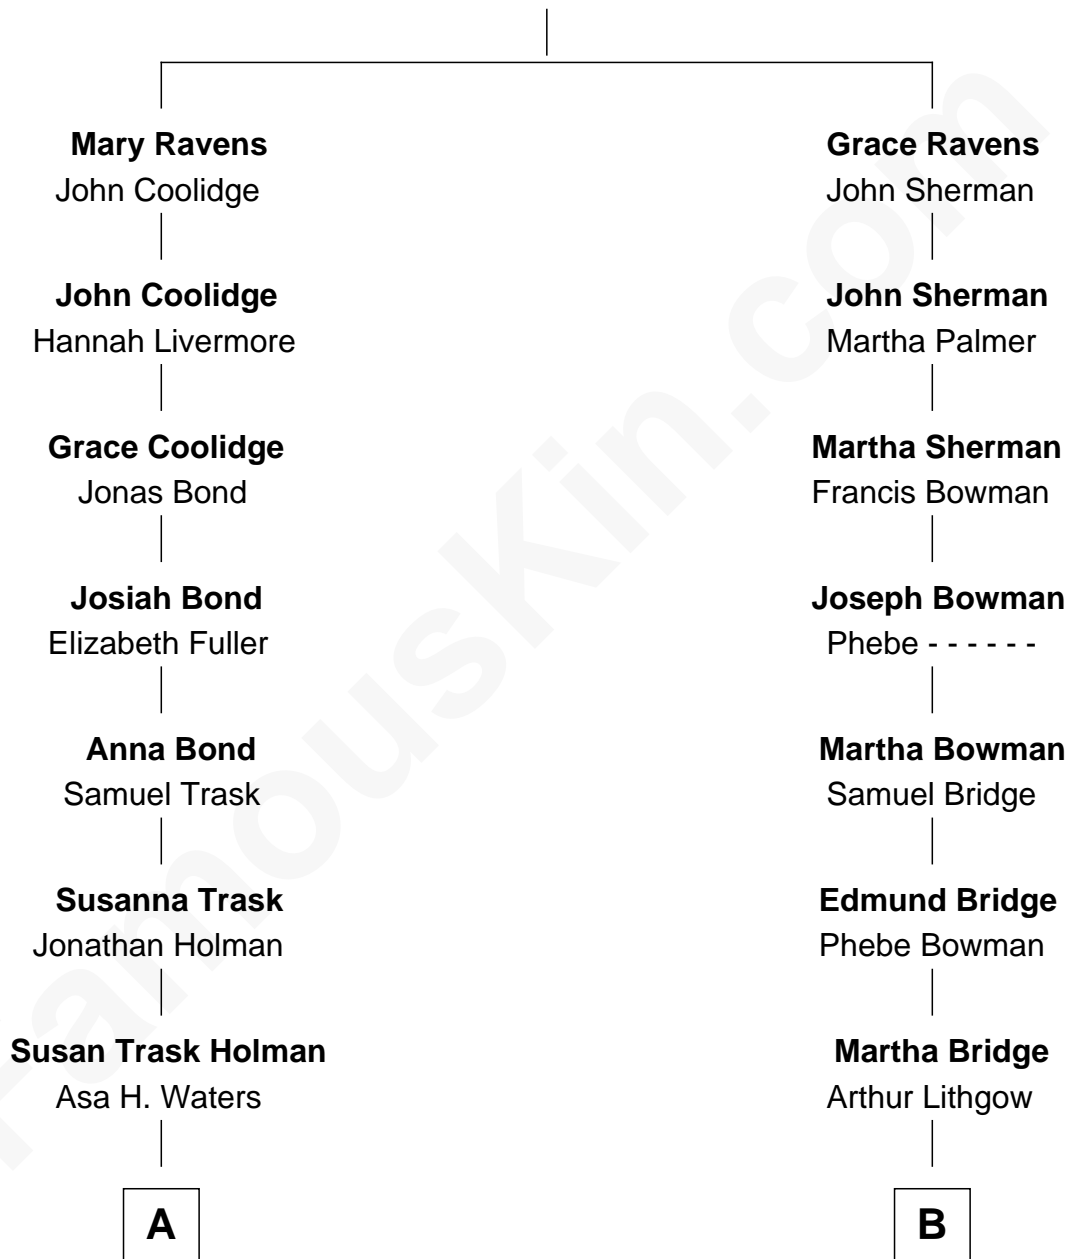 Mary Ravens
John Coolidge
John Coolidge
Hannah Livermore
Grace Coolidge
Jonas Bond
Josiah Bond
Elizabeth Fuller
Anna Bond
Samuel Trask
Susanna Trask
Jonathan Holman
Susan Trask Holman
Asa H. Waters
A
Grace Ravens
John Sherman
John Sherman
Martha Palmer
Martha Sherman
Francis Bowman
Joseph Bowman
Phebe - - - - - -
Martha Bowman
Samuel Bridge
Edmund Bridge
Phebe Bowman
Martha Bridge
Arthur Lithgow
B
FamousKin.com